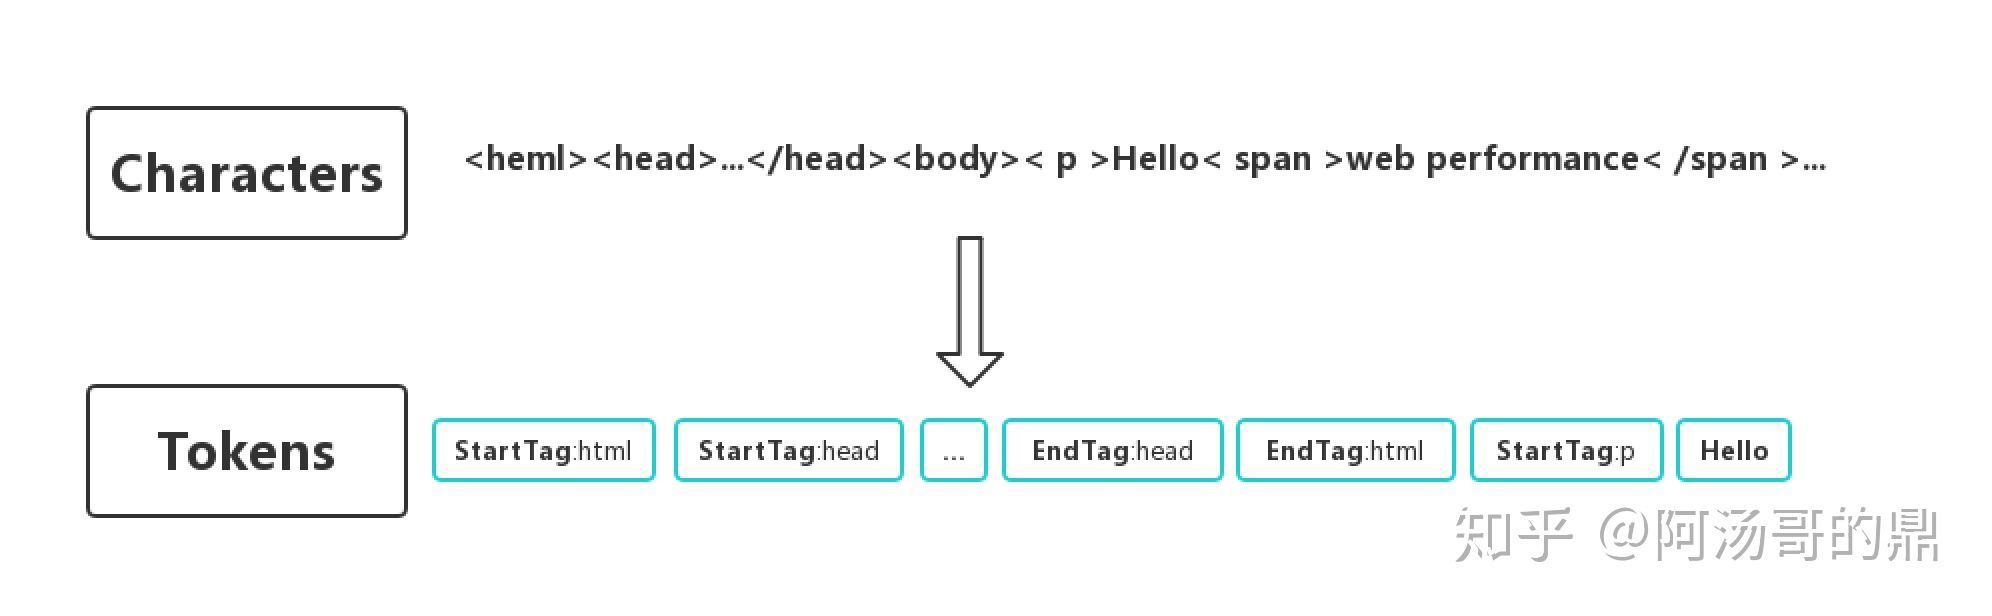 Characters
<heml><head>...</head><body>< p >Hello< span >web performance< /span >...
Tokens
StartTag:html
StartTag:head
...
EndTag:head
EndTag:html
StartTag:p
Hello
知乎 @阿汤哥的鼎